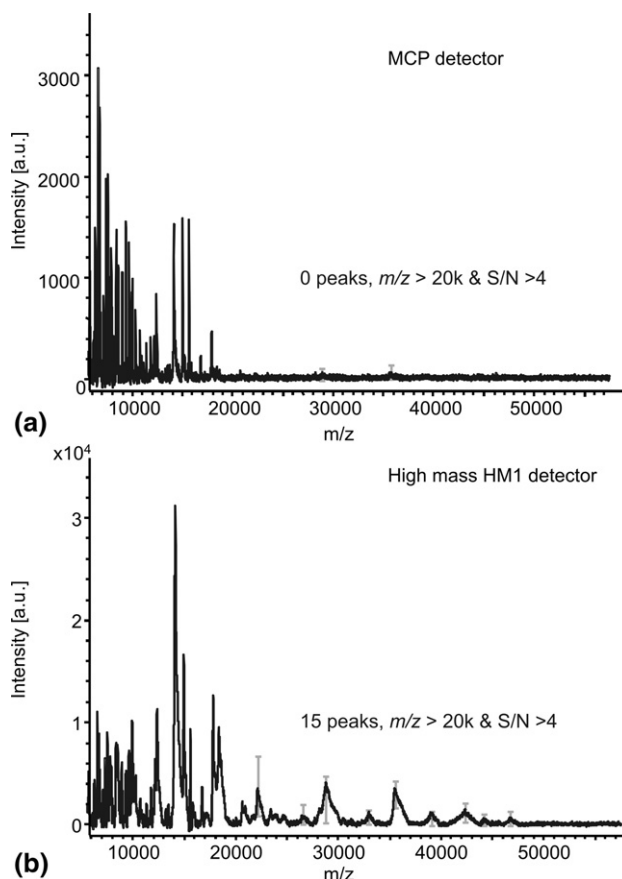 MCP detector
3000
2000
1000
0
Intensity [a.u.]
0 peaks, m/z > 20k & S/N >4
10000 20000 30000 40000 50000
m/z
(a)
x10⁴
High mass HM1 detector
3
2
1
0
Intensity [a.u.]
15 peaks, m/z > 20k & S/N >4
10000 20000 30000 40000 50000
m/z
(b)